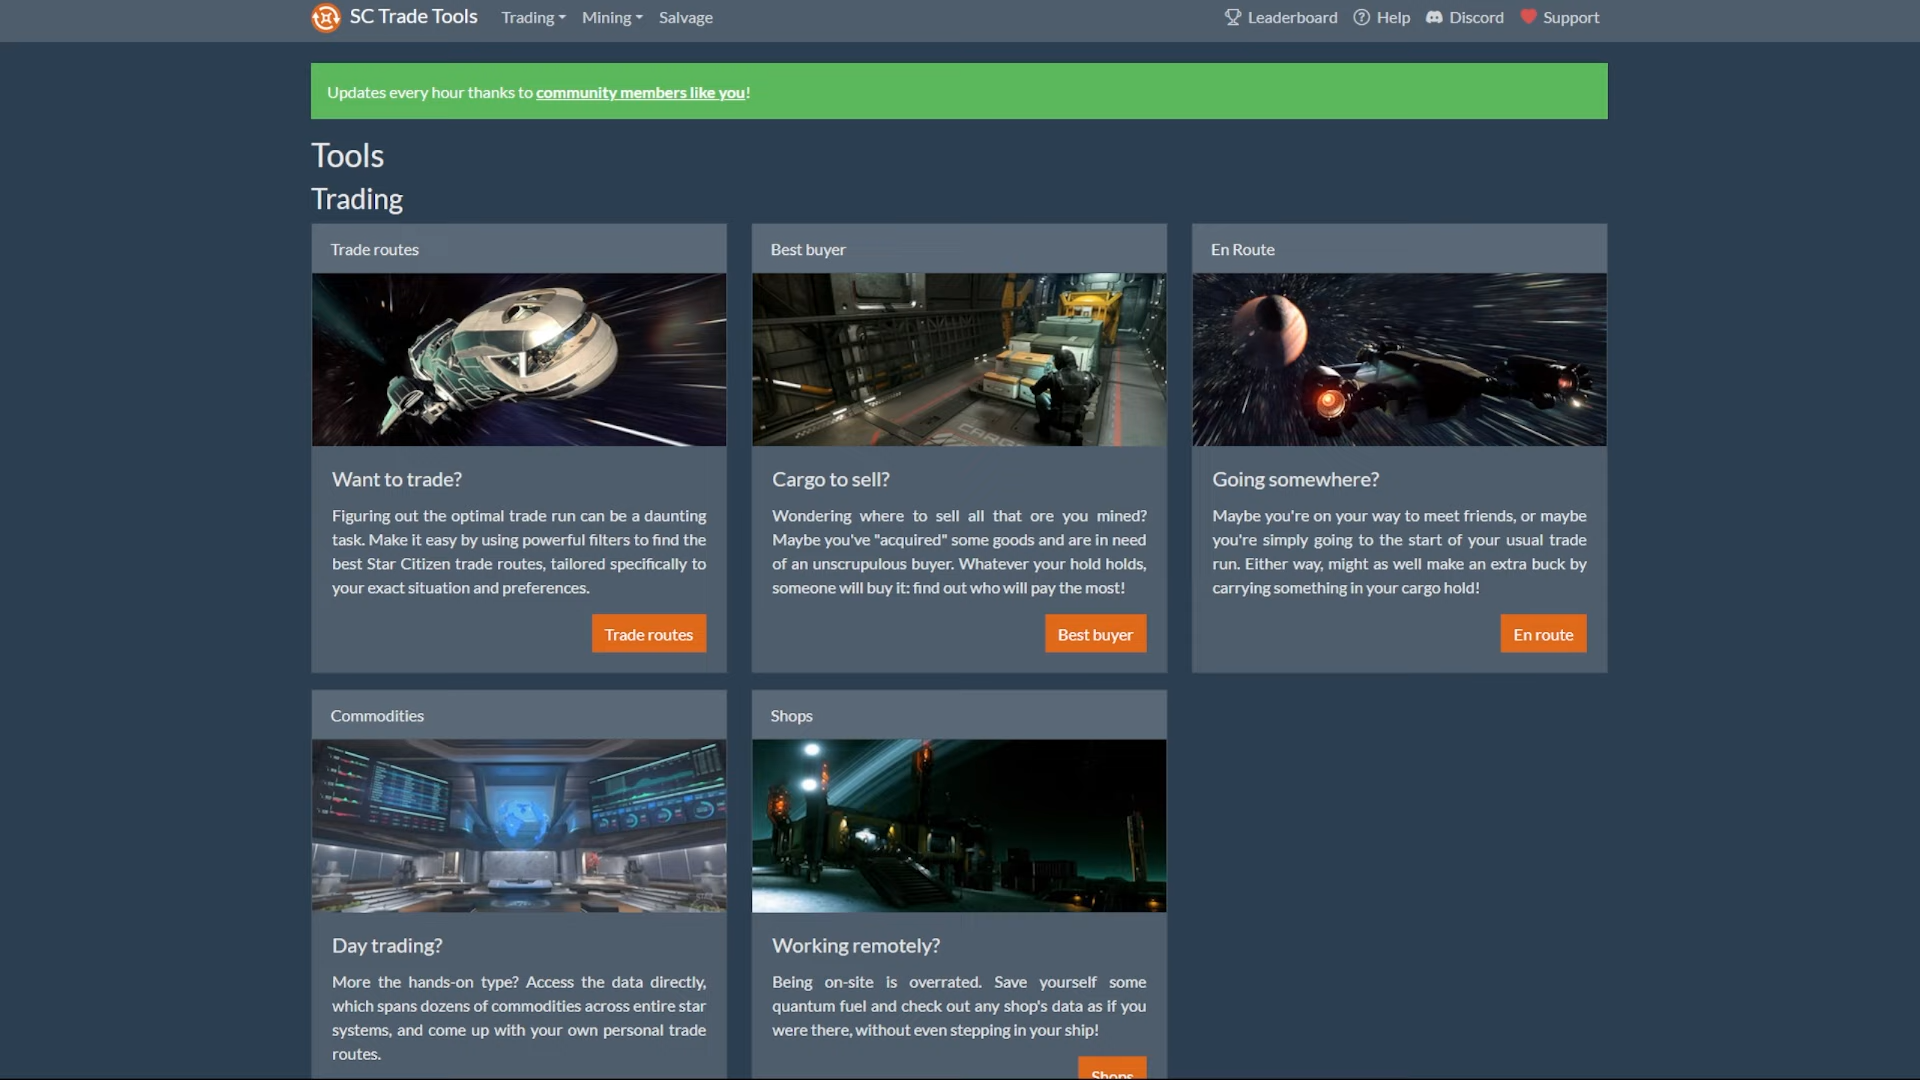 SC Trade Tools Trading Mining Salvage Leaderboard Help Discord Support
Updates every hour thanks to community members like you!
Tools
Trading
Trade routes
Want to trade?
Figuring out the optimal trade run can be a daunting
task. Make it easy by using powerful filters to find the
best Star Citizen trade routes, tailored specifically to
your exact situation and preferences.
Trade routes
Best buyer
CARGO
Cargo to sell?
Wondering where to sell all that ore you mined?
Maybe you've "acquired" some goods and are in need
of an unscrupulous buyer. Whatever your hold holds,
someone will buy it: find out who will pay the most!
Best buyer
En Route
Going somewhere?
Maybe you're on your way to meet friends, or maybe
you're simply going to the start of your usual trade
run. Either way, might as well make an extra buck by
carrying something in your cargo hold!
En route
Commodities
Day trading?
More the hands-on type? Access the data directly,
which spans dozens of commodities across entire star
systems, and come up with your own personal trade
routes.
Shops
Working remotely?
Being on-site is overrated. Save yourself some
quantum fuel and check out any shop's data as if you
were there, without even stepping in your ship!
Shops